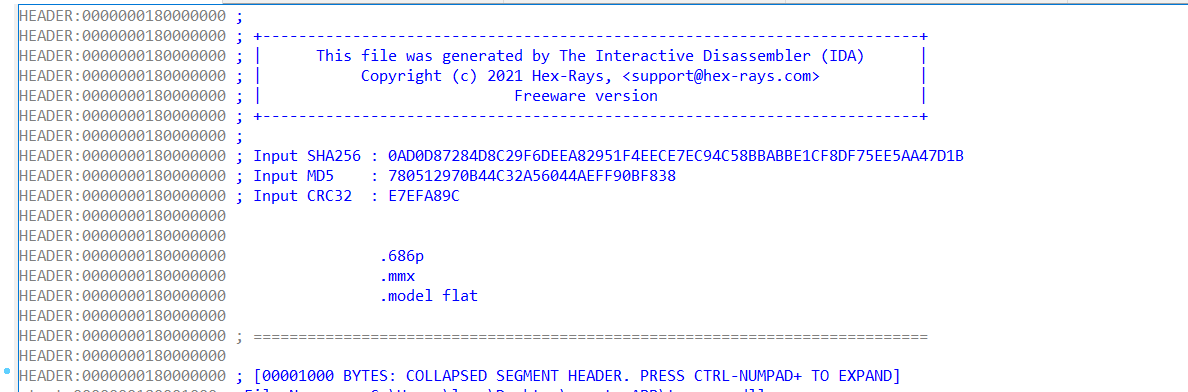 HEADER:0000000180000000 ;
HEADER:0000000180000000 ; +-------------------------------------------------------------------------+
HEADER:0000000180000000 ; |      This file was generated by The Interactive Disassembler (IDA)      |
HEADER:0000000180000000 ; |           Copyright (c) 2021 Hex-Rays, <support@hex-rays.com>           |
HEADER:0000000180000000 ; |                            Freeware version                             |
HEADER:0000000180000000 ; +-------------------------------------------------------------------------+
HEADER:0000000180000000 ;
HEADER:0000000180000000 ; Input SHA256 : 0AD0D87284D8C29F6DEEA82951F4EECE7EC94C58BBABBE1CF8DF75EE5AA47D1B
HEADER:0000000180000000 ; Input MD5    : 780512970B44C32A56044AEFF90BF838
HEADER:0000000180000000 ; Input CRC32  : E7EFA89C
HEADER:0000000180000000
HEADER:0000000180000000
HEADER:0000000180000000                 .686p
HEADER:0000000180000000                 .mmx
HEADER:0000000180000000                 .model flat
HEADER:0000000180000000
HEADER:0000000180000000 ; ===========================================================================
HEADER:0000000180000000
HEADER:0000000180000000 ; [00001000 BYTES: COLLAPSED SEGMENT HEADER. PRESS CTRL-NUMPAD+ TO EXPAND]